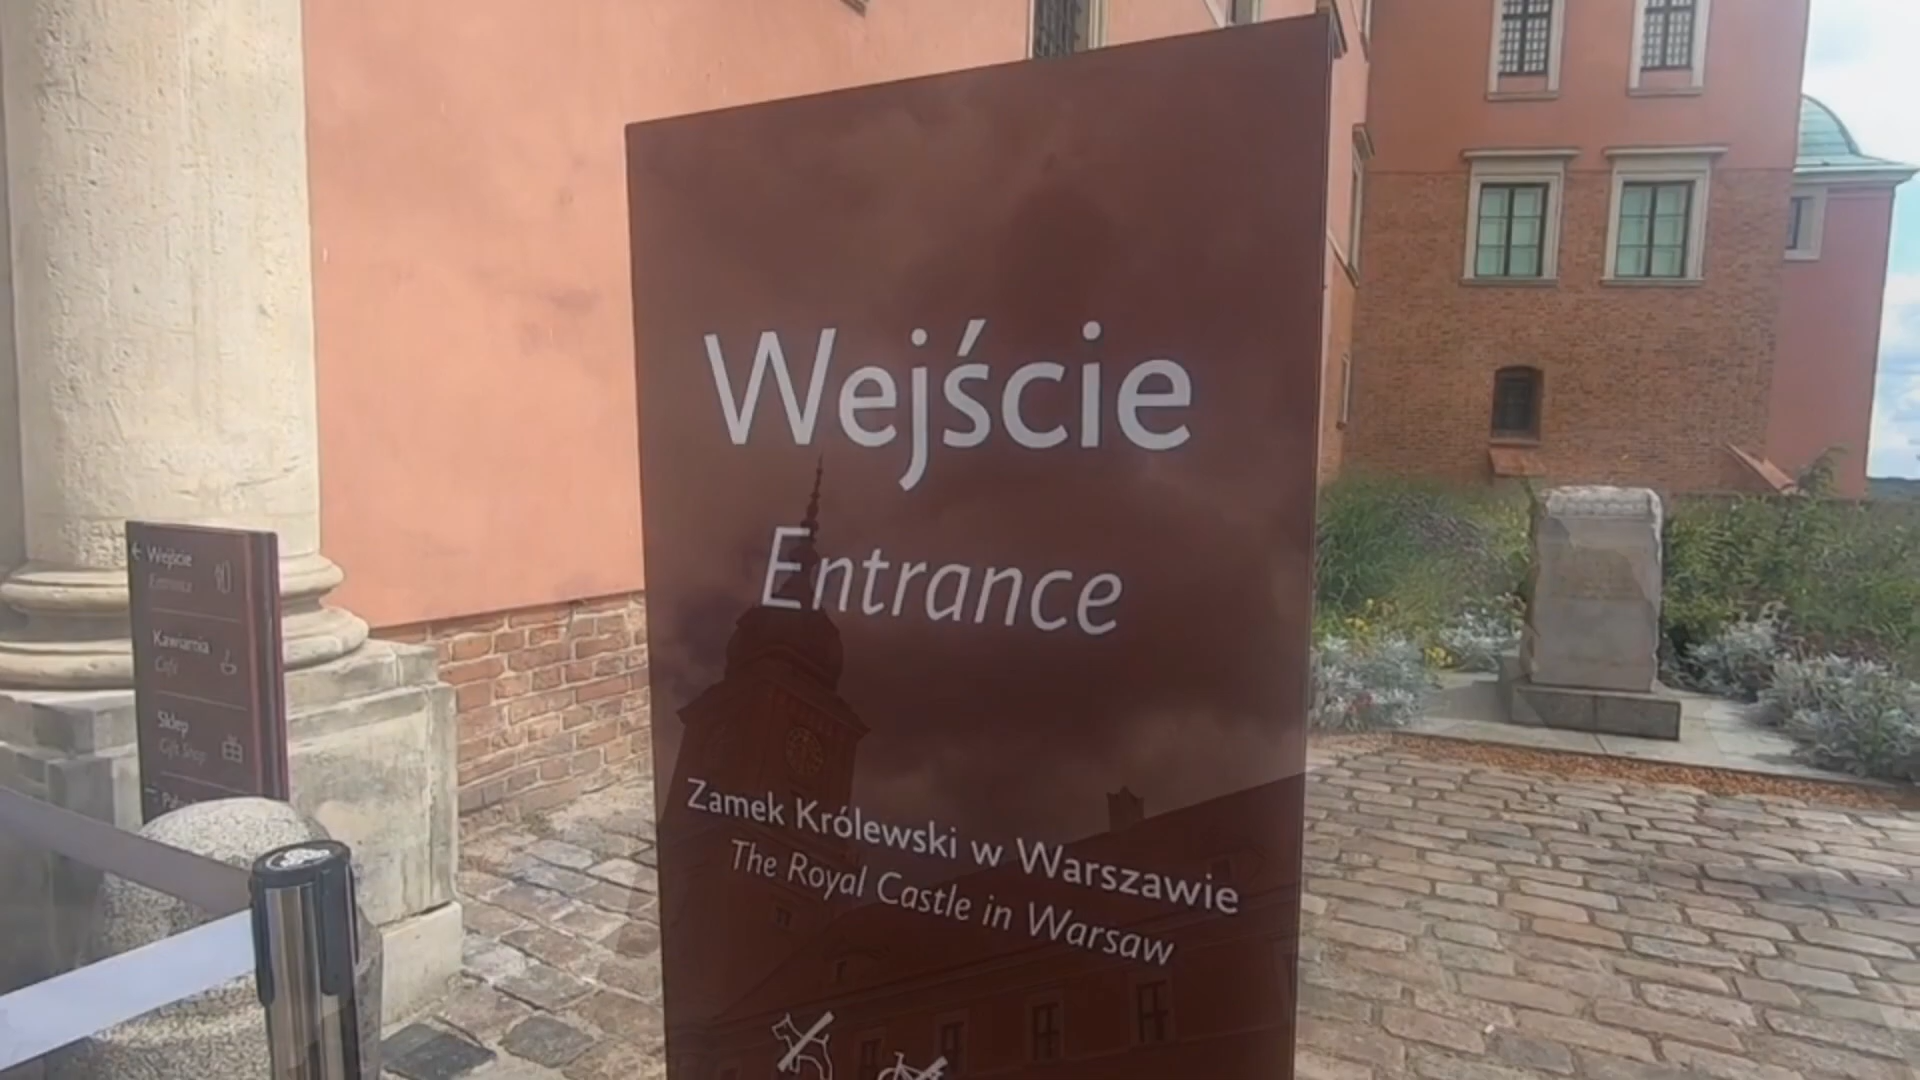 Wejście
Entrance
Zamek Królewski w Warszawie
The Royal Castle in Warsaw
Wejście
Entrance
Kawiarnia
Café
Sklep
Gift Shop